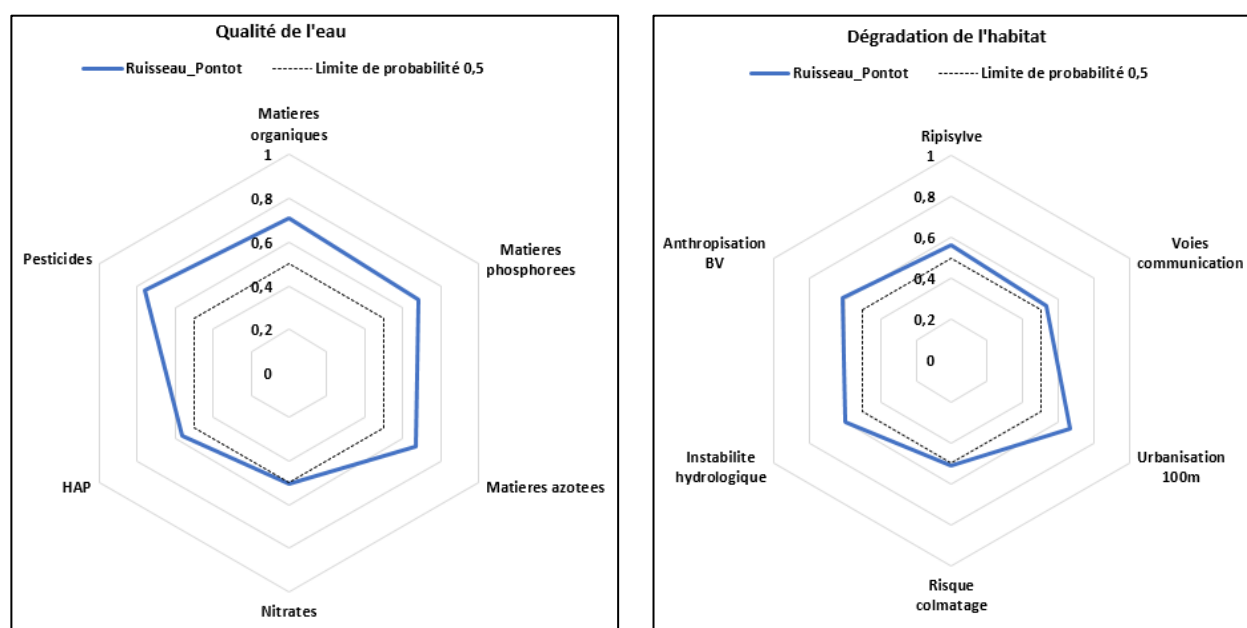 Qualité de l'eau
Ruisseau_Pontot
Limite de probabilité 0,5
Matieres
organiques
1
0,8
0,6
0,4
0,2
0
Matieres
phosphorees
Matieres azotees
Nitrates
HAP
Pesticides
Dégradation de l'habitat
Ruisseau_Pontot
Limite de probabilité 0,5
Ripisylve
1
0,8
0,6
0,4
0,2
0
Voies
communication
Urbanisation
100m
Risque
colmatage
Instabilite
hydrologique
Anthropisation
BV